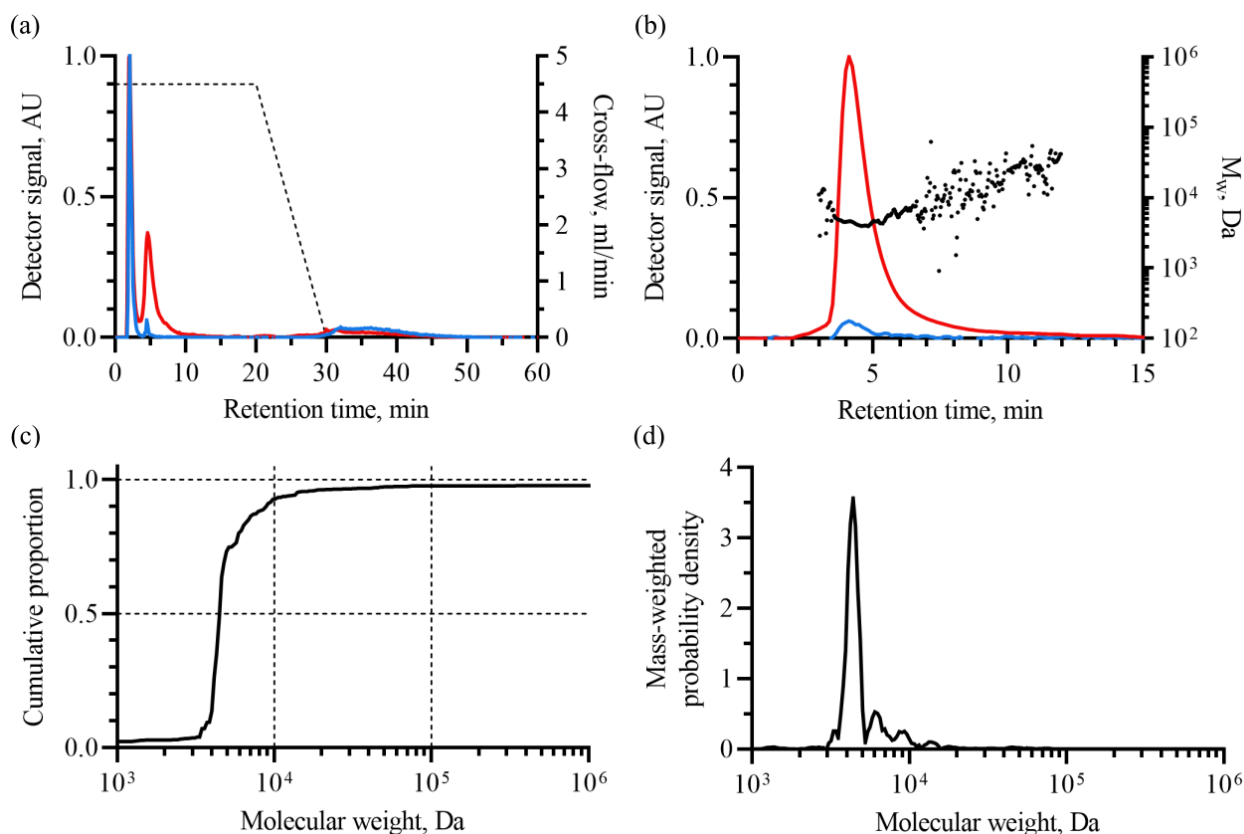 (a)
Detector signal, AU
1.0
0.5
0.0
0 10 20 30 40 50 60
Retention time, min
5
4
3
2
1
0
Cross-flow, ml/min
(b)
Detector signal, AU
1.0
0.5
0.0
0 5 10 15
Retention time, min
10⁶
10⁵
10⁴
10³
10²
Mw, Da
(c)
Cumulative proportion
1.0
0.5
0.0
10³ 10⁴ 10⁵ 10⁶
Molecular weight, Da
(d)
Mass-weighted
probability density
4
3
2
1
0
10³ 10⁴ 10⁵ 10⁶
Molecular weight, Da